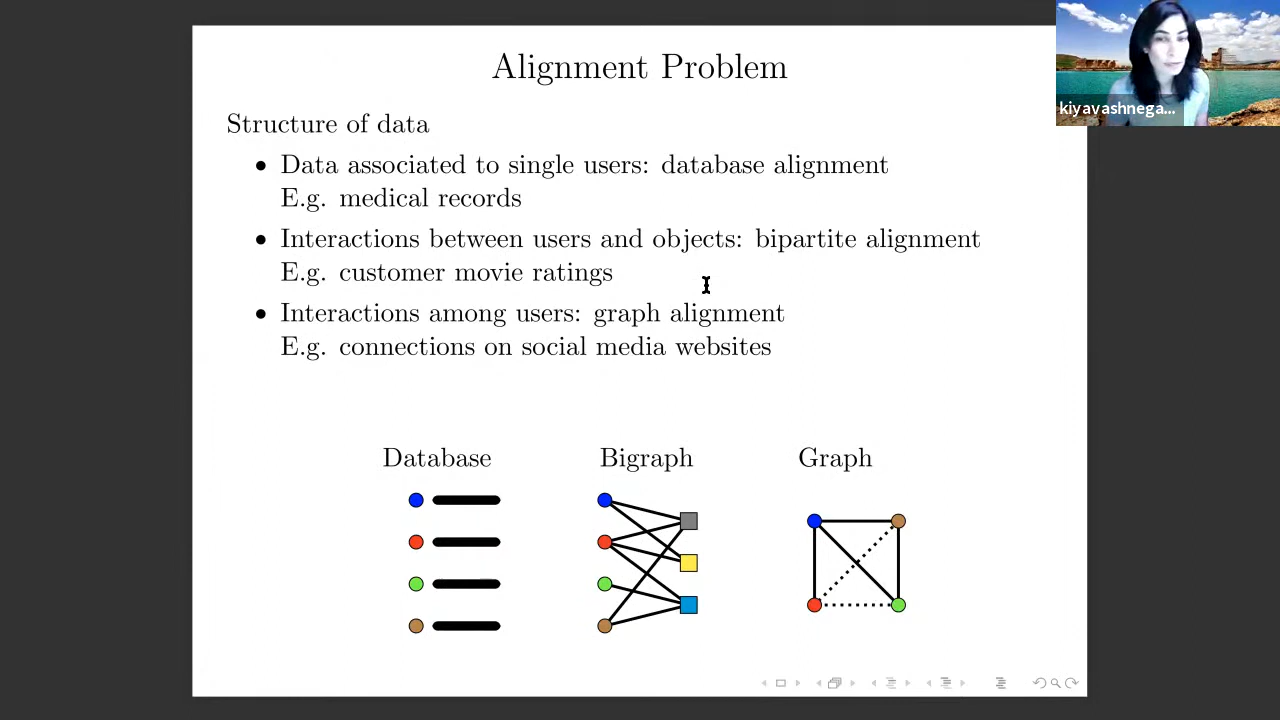 Alignment Problem
kiyavashnega...
Structure of data
• Data associated to single users: database alignment
E.g. medical records
• Interactions between users and objects: bipartite alignment
E.g. customer movie ratings
• Interactions among users: graph alignment
E.g. connections on social media websites
Database Bigraph Graph